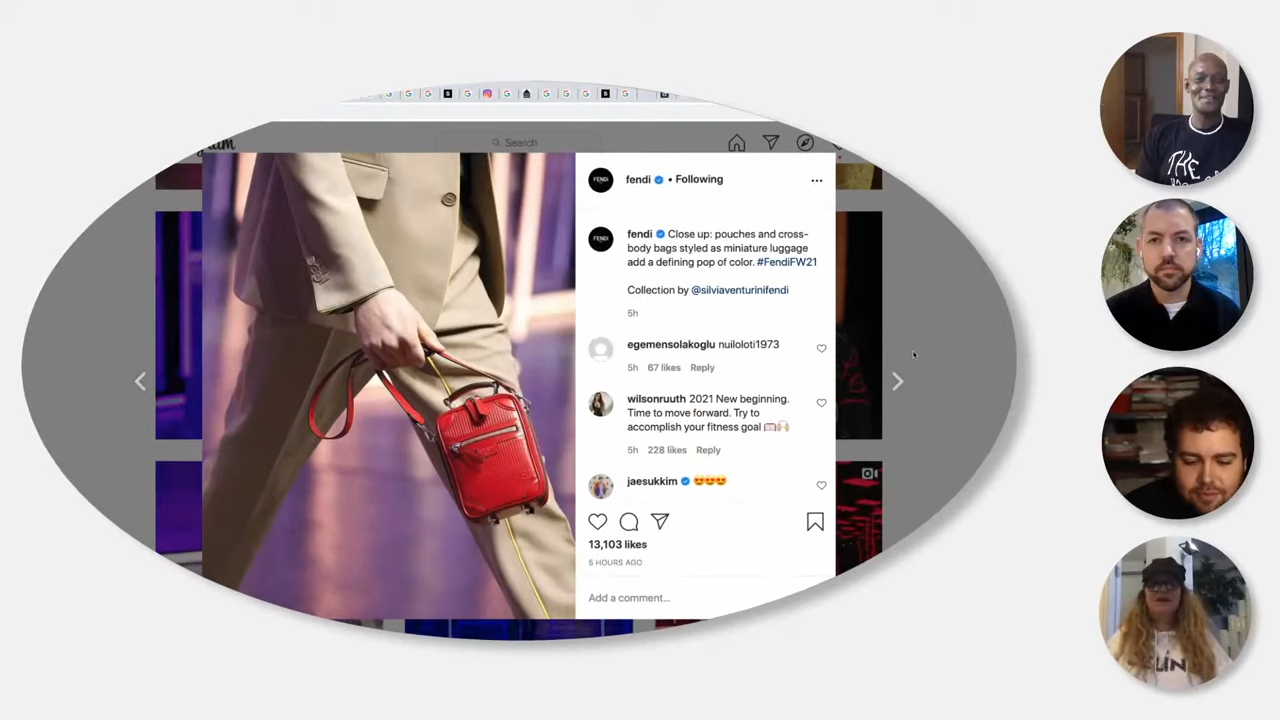 Search
fendi • Following
fendi Close up: pouches and cross-
body bags styled as miniature luggage
add a defining pop of color. #FendiFW21
Collection by @silviaventurinifendi
5h
egemensolakoglu nuiloloti1973
5h 67 likes Reply
wilsonruuth 2021 New beginning.
Time to move forward. Try to
accomplish your fitness goal
5h 228 likes Reply
jaesukkim
13,103 likes
5 HOURS AGO
Add a comment...
FENDI
FENDI
THE